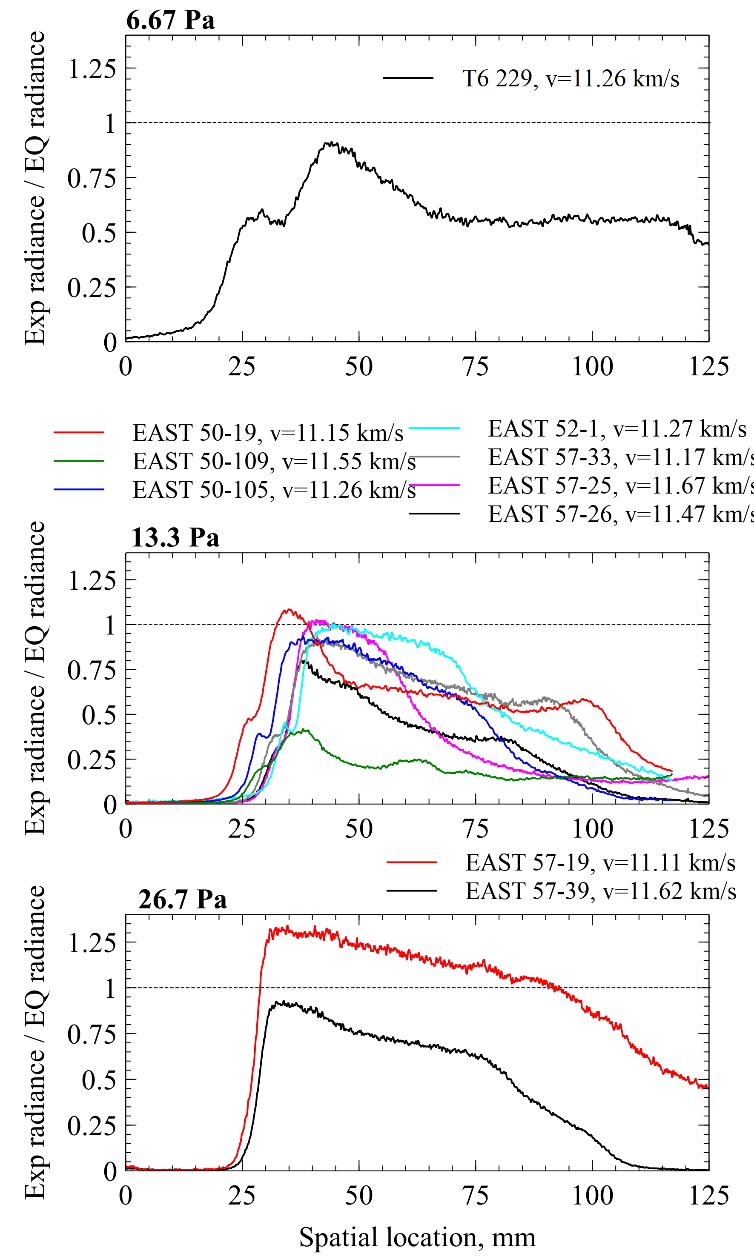 6.67 Pa
Exp radiance / EQ radiance
1.25
1
0.75
0.5
0.25
0
T6 229, v=11.26 km/s
0 25 50 75 100 125
EAST 50-19, v=11.15 km/s
EAST 50-109, v=11.55 km/s
EAST 50-105, v=11.26 km/s
EAST 52-1, v=11.27 km/s
EAST 57-33, v=11.17 km/s
EAST 57-25, v=11.67 km/s
EAST 57-26, v=11.47 km/s
13.3 Pa
Exp radiance / EQ radiance
1.25
1
0.75
0.5
0.25
0
0 25 50 75 100 125
EAST 57-19, v=11.11 km/s
EAST 57-39, v=11.62 km/s
26.7 Pa
Exp radiance / EQ radiance
1.25
1
0.75
0.5
0.25
0
0 25 50 75 100 125
Spatial location, mm